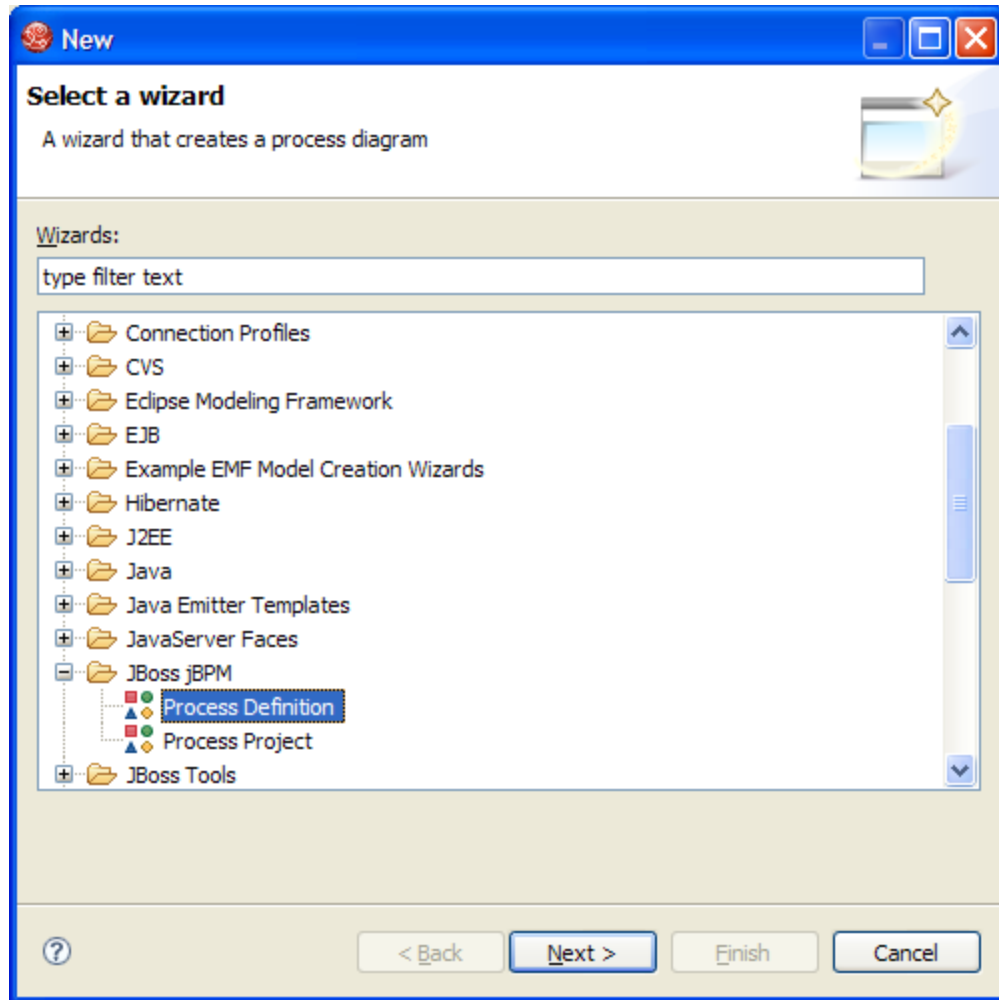 New
Select a wizard
A wizard that creates a process diagram
Wizards:
type filter text
Connection Profiles
CVS
Eclipse Modeling Framework
EJB
Example EMF Model Creation Wizards
Hibernate
J2EE
Java
Java Emitter Templates
JavaServer Faces
JBoss jBPM
Process Definition
Process Project
JBoss Tools
? < Back Next > Finish Cancel